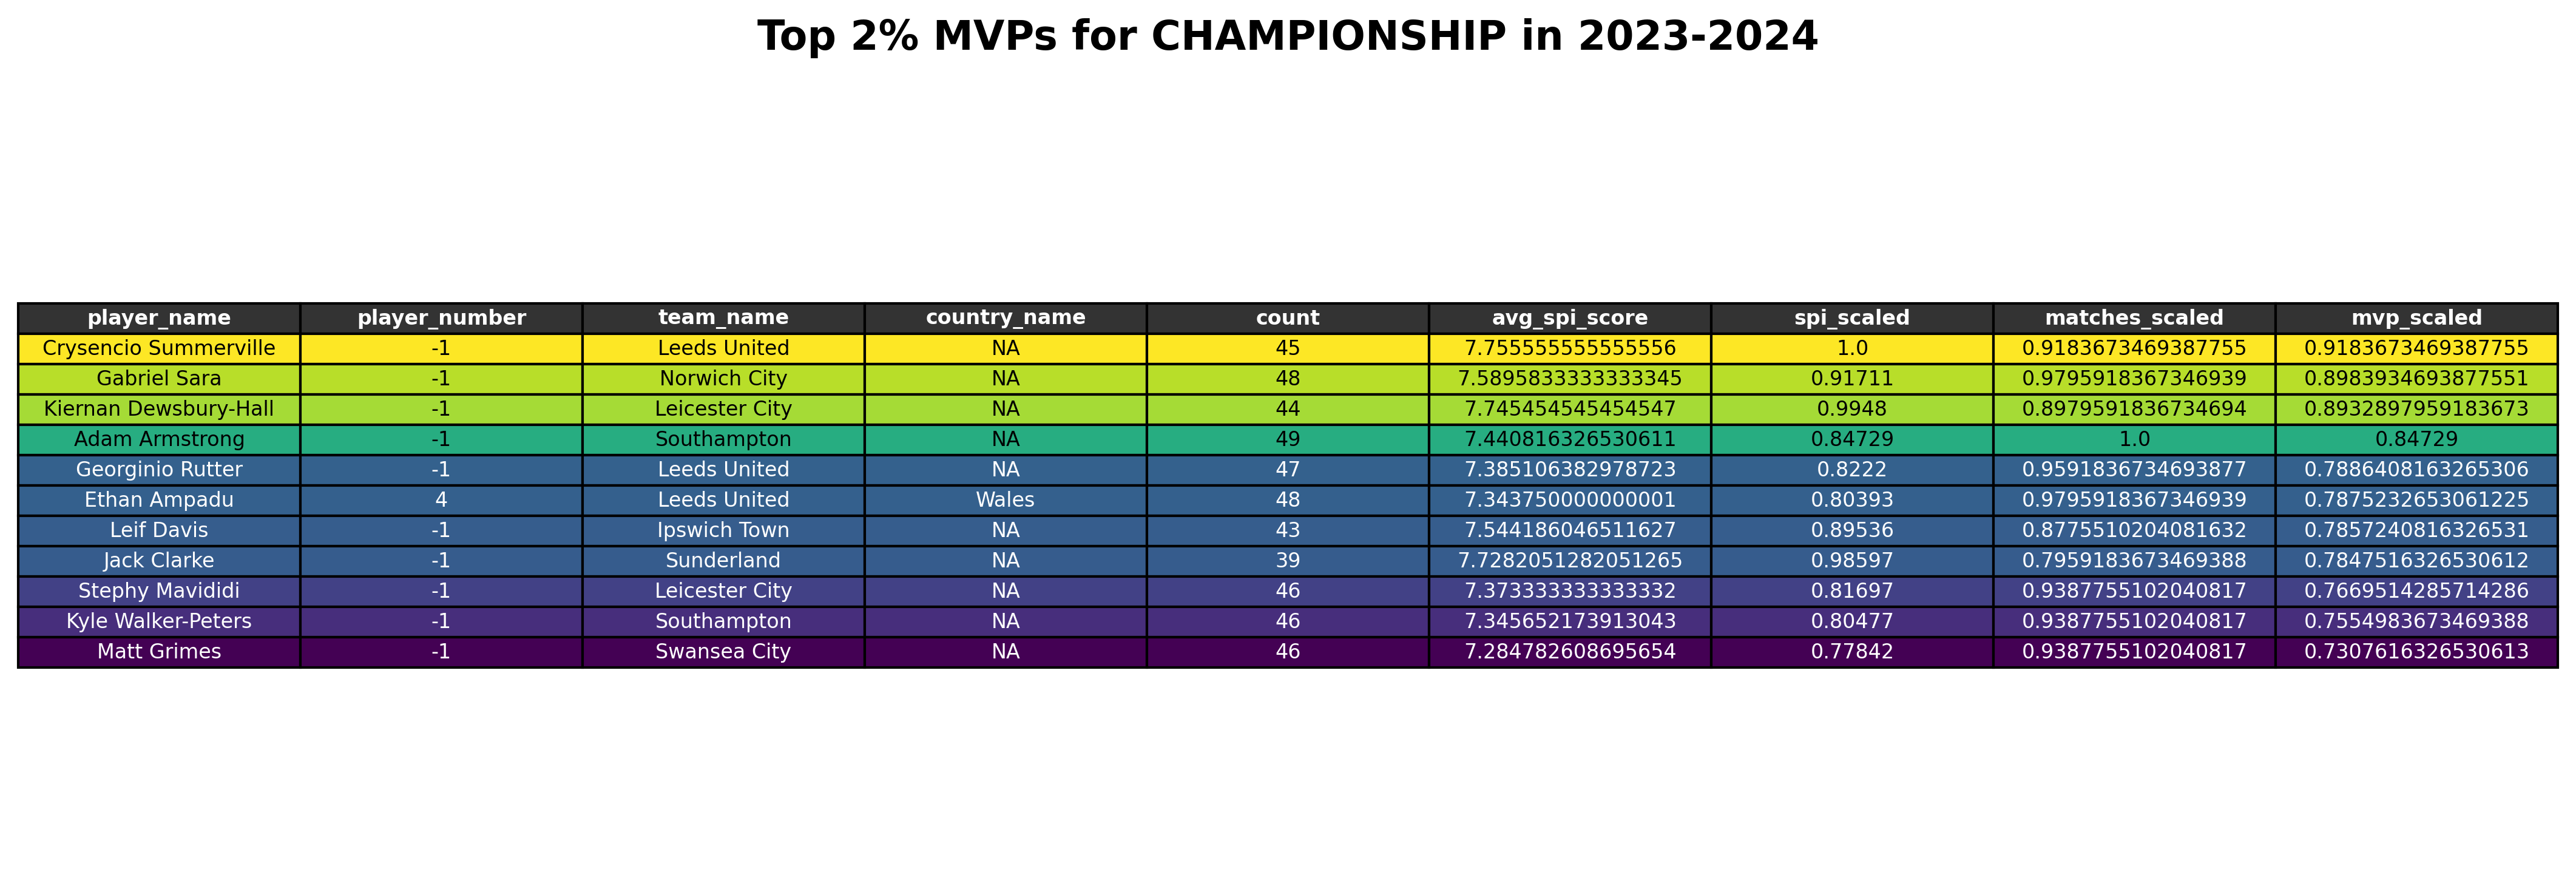 Top 2% MVPs for CHAMPIONSHIP in 2023-2024
player_name player_number team_name country_name count avg_spi_score spi_scaled matches_scaled mvp_scaled
Crysencio Summerville -1 Leeds United NA 45 7.755555555555556 1.0 0.9183673469387755 0.9183673469387755
Gabriel Sara -1 Norwich City NA 48 7.5895833333333345 0.91711 0.9795918367346939 0.8983934693877551
Kiernan Dewsbury-Hall -1 Leicester City NA 44 7.745454545454547 0.9948 0.8979591836734694 0.8932897959183673
Adam Armstrong -1 Southampton NA 49 7.440816326530611 0.84729 1.0 0.84729
Georginio Rutter -1 Leeds United NA 47 7.385106382978723 0.8222 0.9591836734693877 0.7886408163265306
Ethan Ampadu 4 Leeds United Wales 48 7.343750000000001 0.80393 0.9795918367346939 0.7875232653061225
Leif Davis -1 Ipswich Town NA 43 7.544186046511627 0.89536 0.8775510204081632 0.7857240816326531
Jack Clarke -1 Sunderland NA 39 7.7282051282051265 0.98597 0.7959183673469388 0.7847516326530612
Stephy Mavididi -1 Leicester City NA 46 7.373333333333332 0.81697 0.9387755102040817 0.7669514285714286
Kyle Walker-Peters -1 Southampton NA 46 7.345652173913043 0.80477 0.9387755102040817 0.7554983673469388
Matt Grimes -1 Swansea City NA 46 7.284782608695654 0.77842 0.9387755102040817 0.7307616326530613